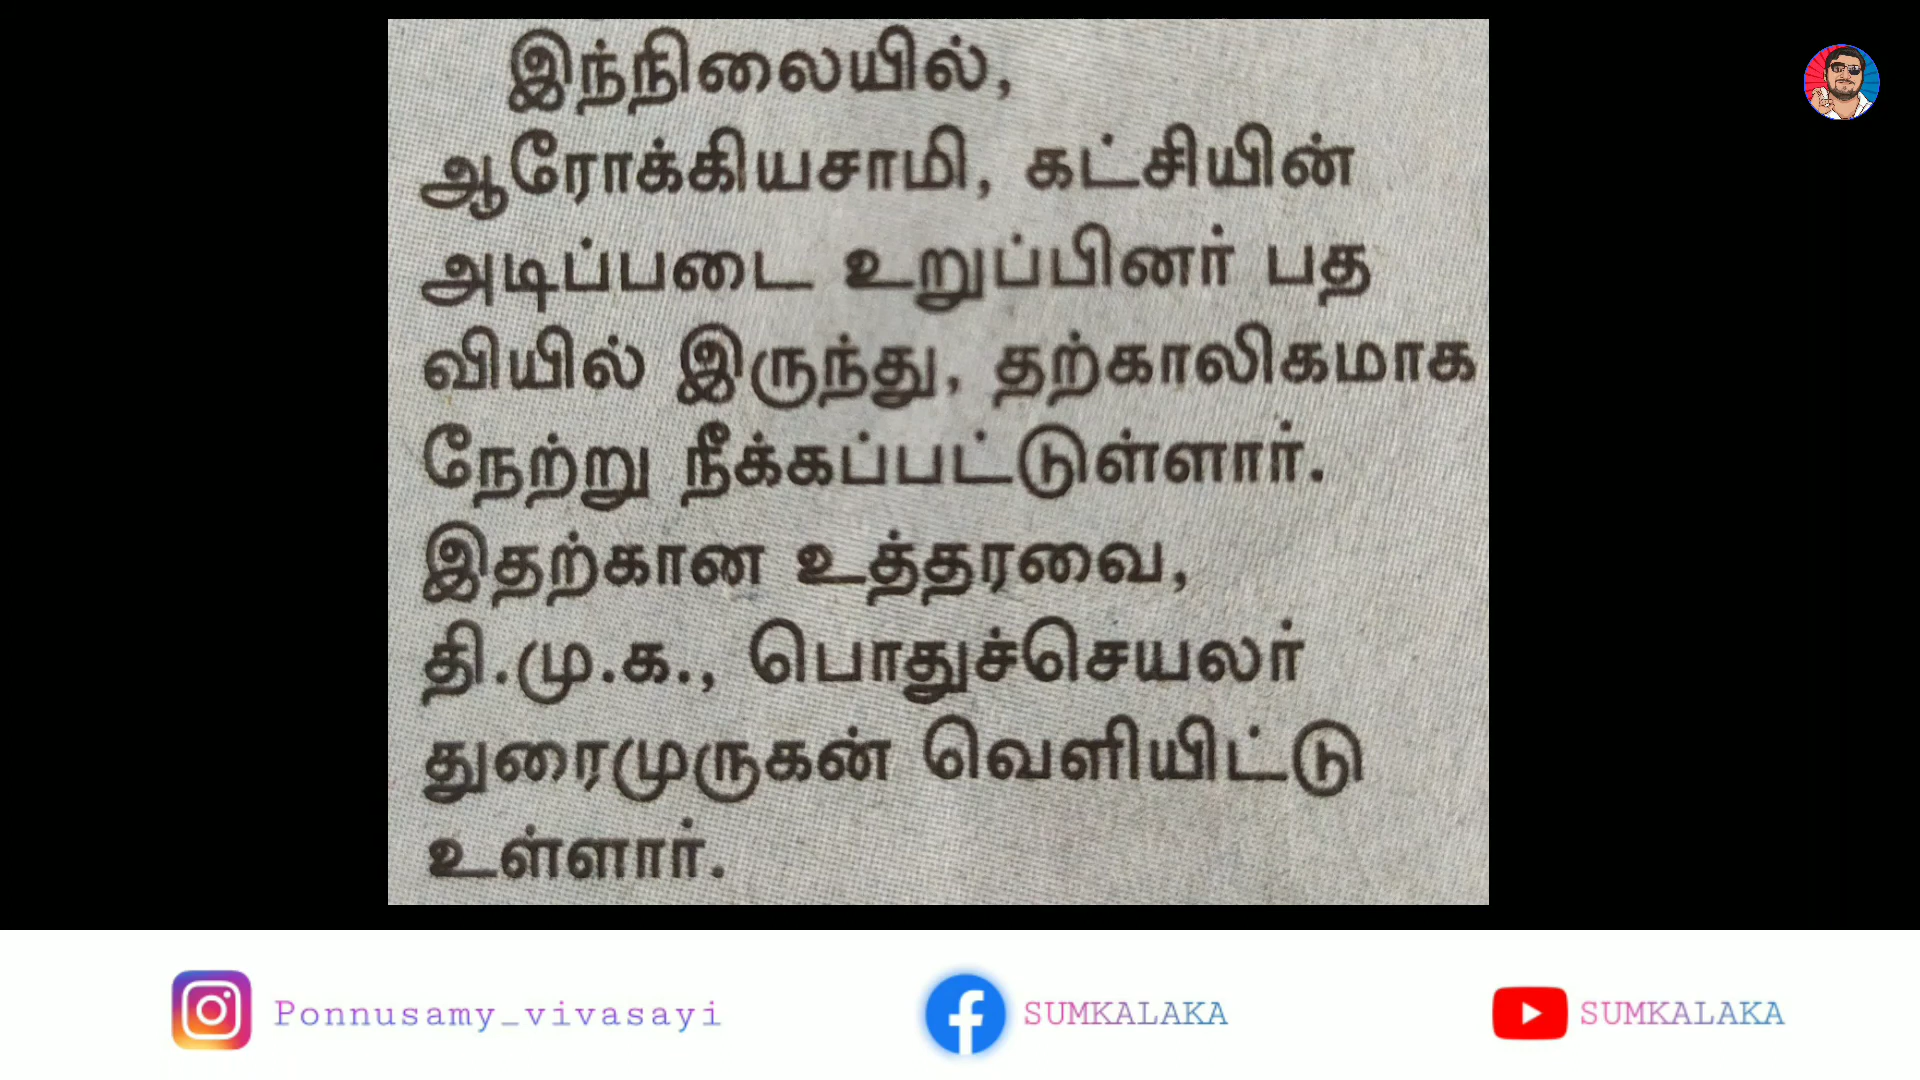 இந்நிலையில்,
ஆரோக்கியசாமி, கட்சியின்
அடிப்படை உறுப்பினர் பத
வியில் இருந்து, தற்காலிகமாக
நேற்று நீக்கப்பட்டுள்ளார்.
இதற்கான உத்தரவை,
தி.மு.க., பொதுச்செயலர்
துரைமுருகன் வெளியிட்டு
உள்ளார்.
Ponnusamy_vivasayi SUMKALAKA SUMKALAKA